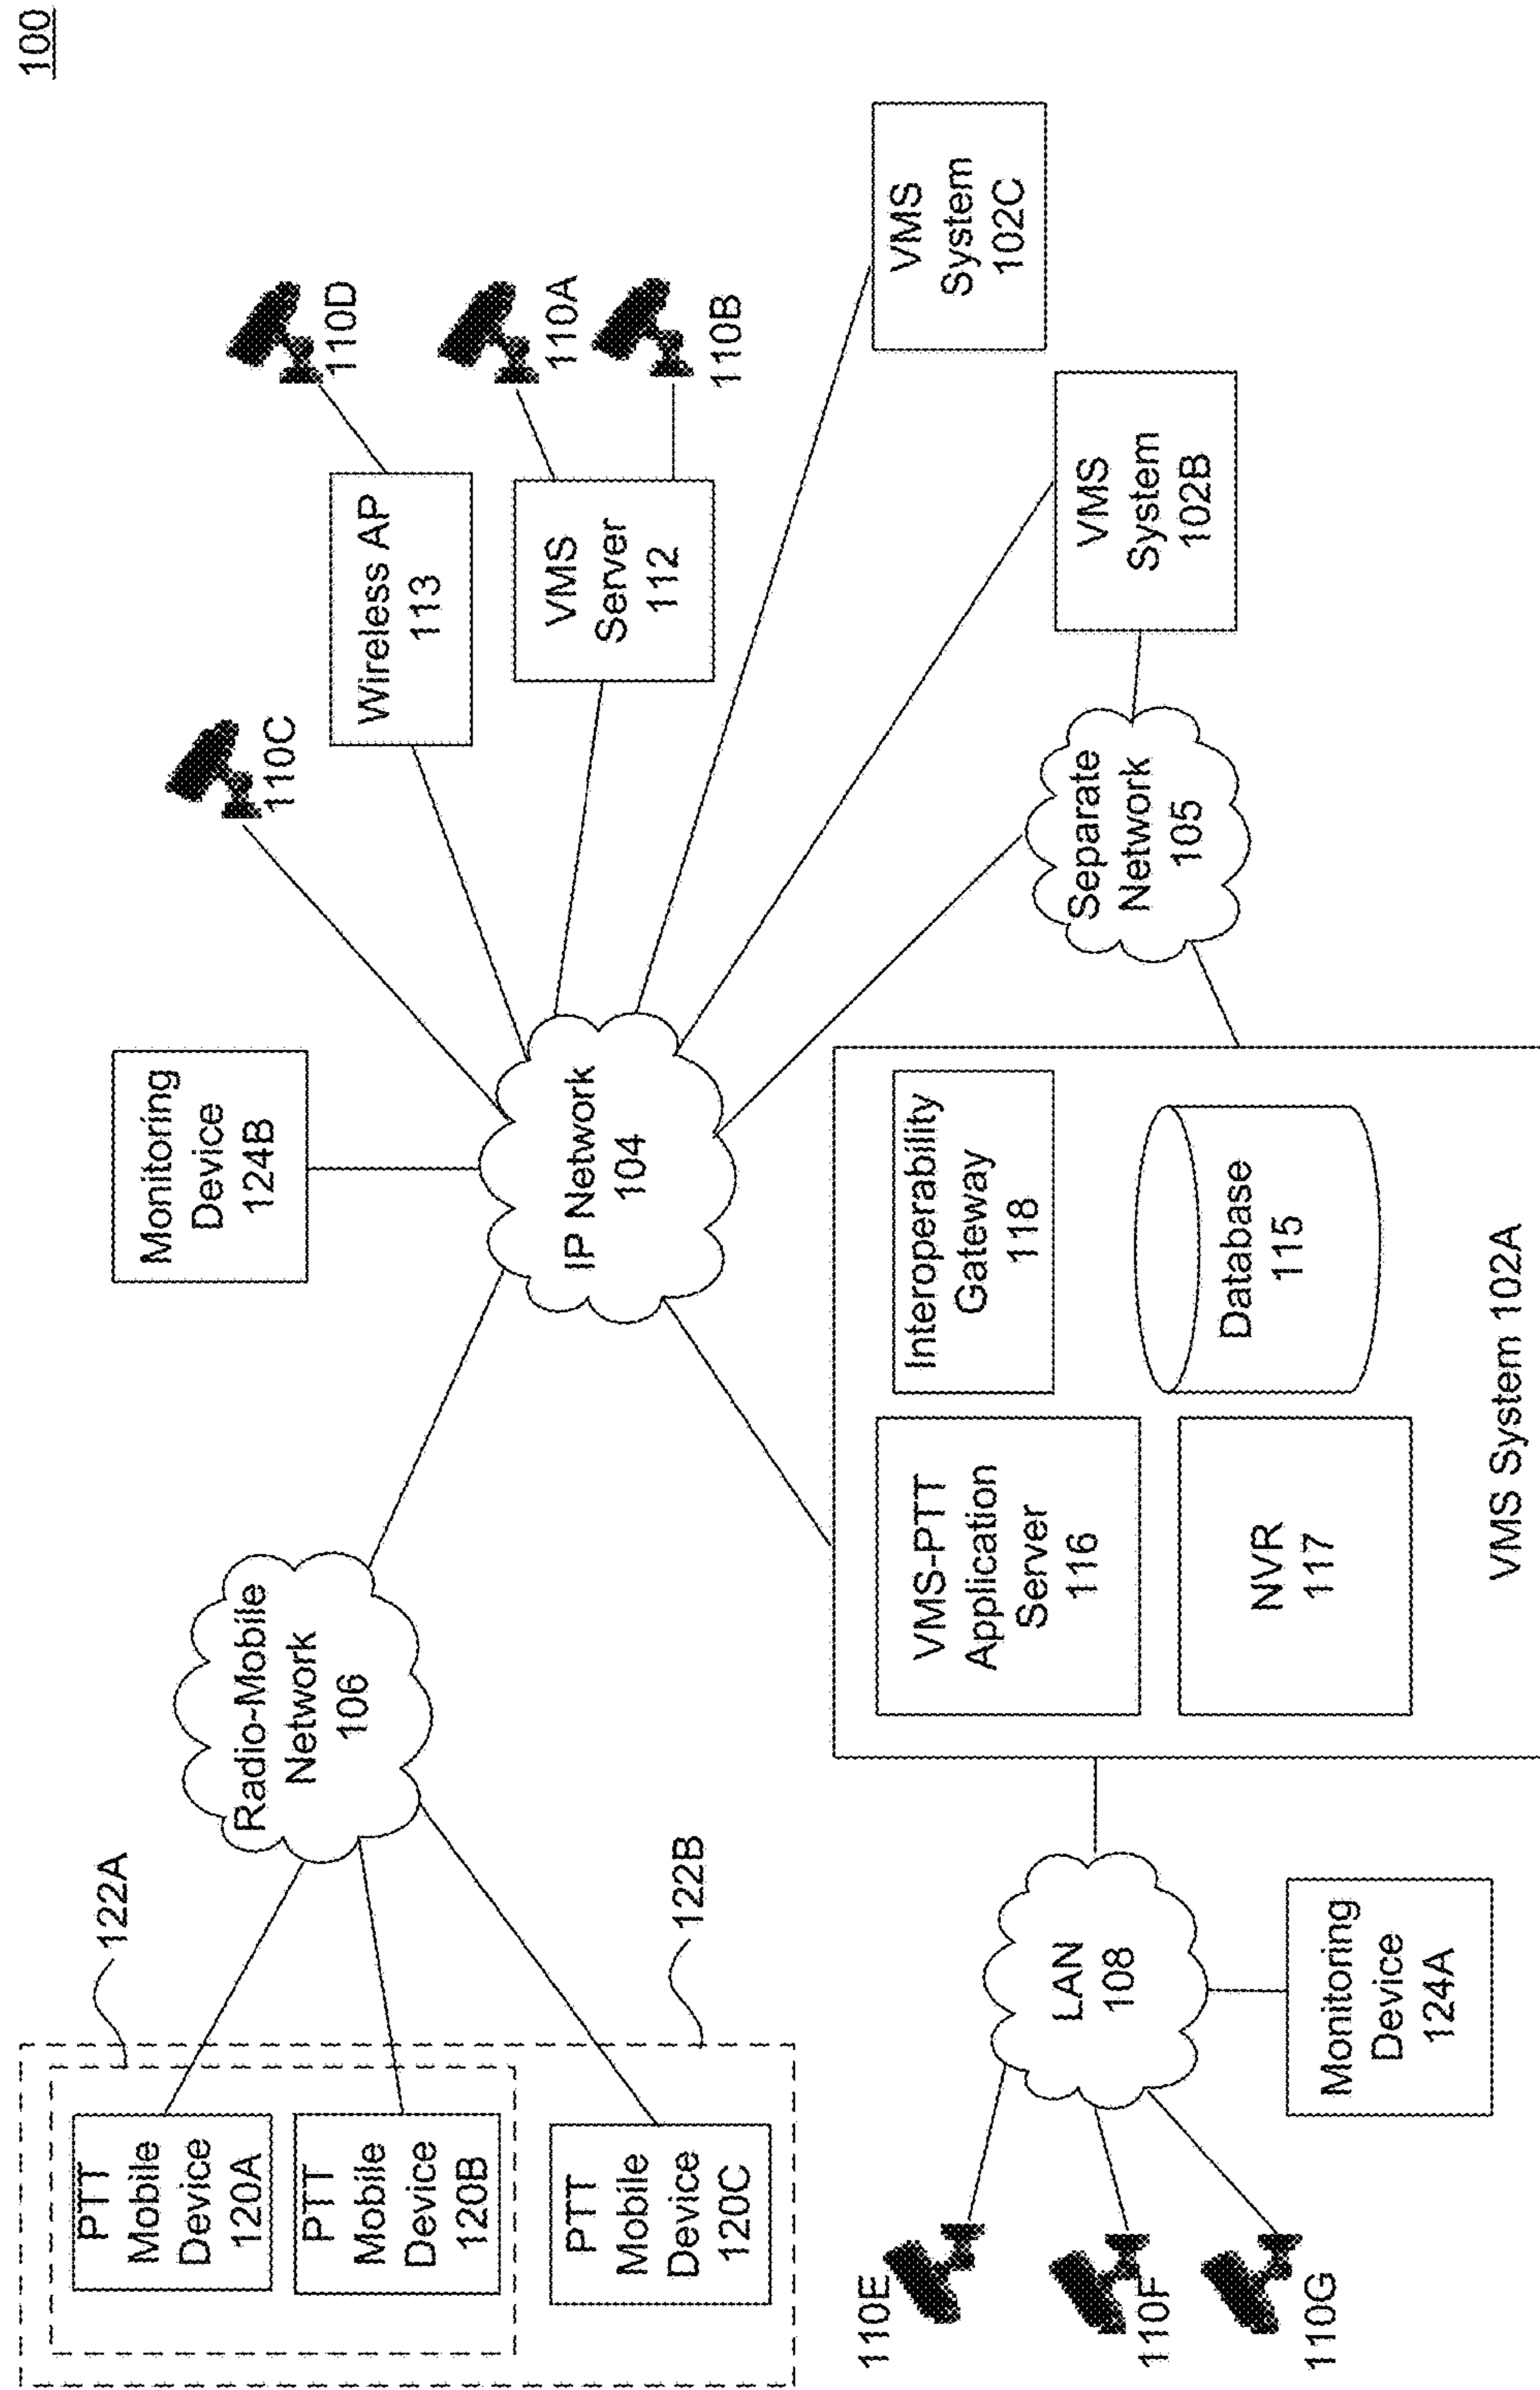 100
PTT
Mobile
Device
120A
PTT
Mobile
Device
120B
PTT
Mobile
Device
120C
122A
122B
Radio-Mobile
Network
106
Monitoring
Device
124B
IP Network
104
110C
Wireless AP
113
110D
VMS
Server
112
110A
110B
VMS
System
102C
VMS
System
102B
Separate
Network
105
110E
110F
110G
LAN
108
Monitoring
Device
124A
VMS-PTT
Application
Server
116
Interoperability
Gateway
118
NVR
117
Database
115
VMS System 102A